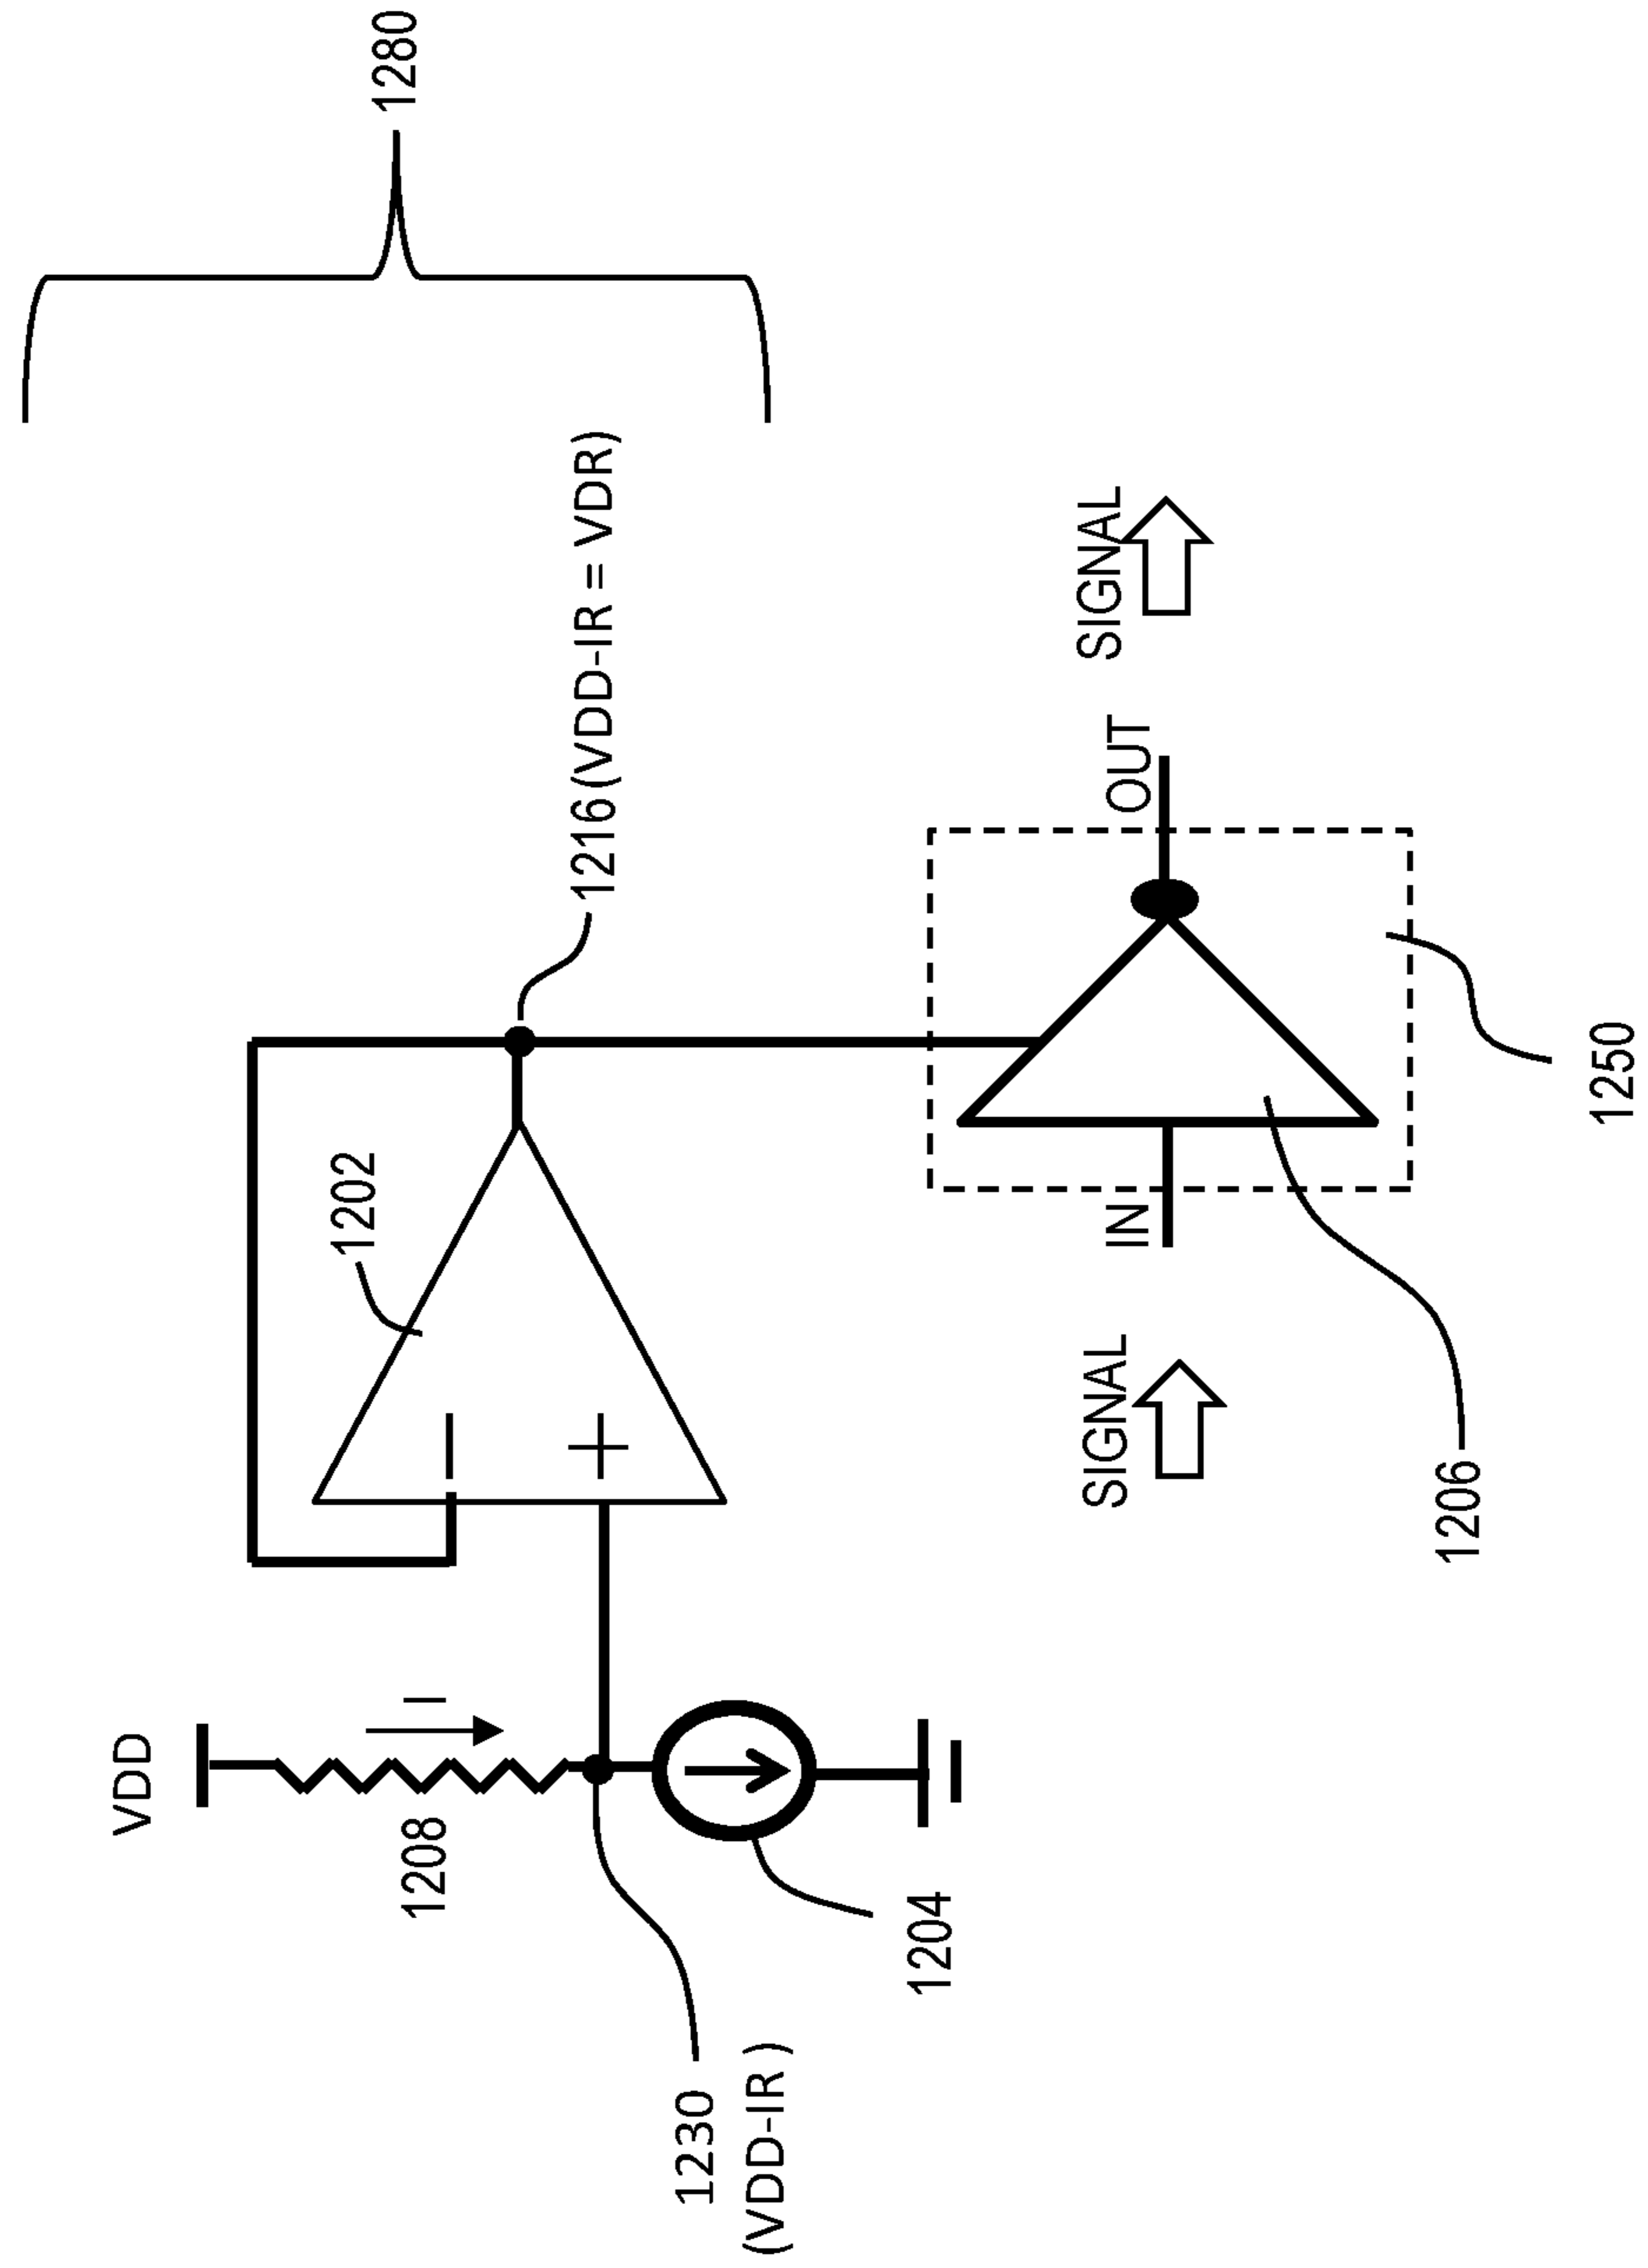 VDD
1208
I
1230
(VDD-IR )
1204
1202
−
+
1216 (VDD-IR = VDR)
1280
SIGNAL
IN
OUT
SIGNAL
1206
1250